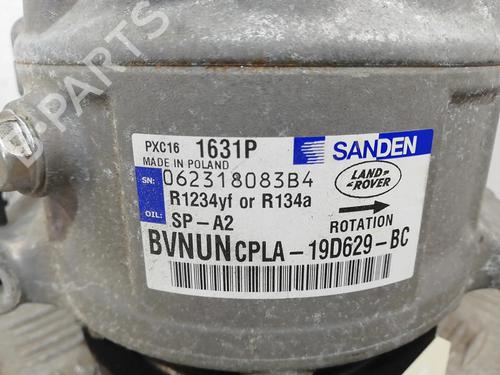 B-PARTS
PXC16 1631P SANDEN
MADE IN POLAND
SN: 062318083B4 LAND ROVER
R1234yf or R134a
OIL: SP-A2 ROTATION
BVNUN CPLA-19D629-BC